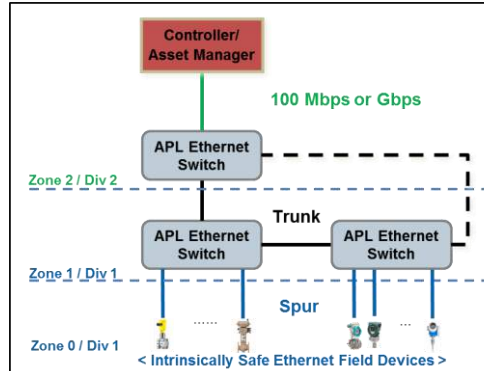 Controller/
Asset Manager
100 Mbps or Gbps
APL Ethernet
Switch
Zone 2 / Div 2
Trunk
APL Ethernet
Switch
APL Ethernet
Switch
Zone 1 / Div 1
Spur
......
...
Zone 0 / Div 1
< Intrinsically Safe Ethernet Field Devices >